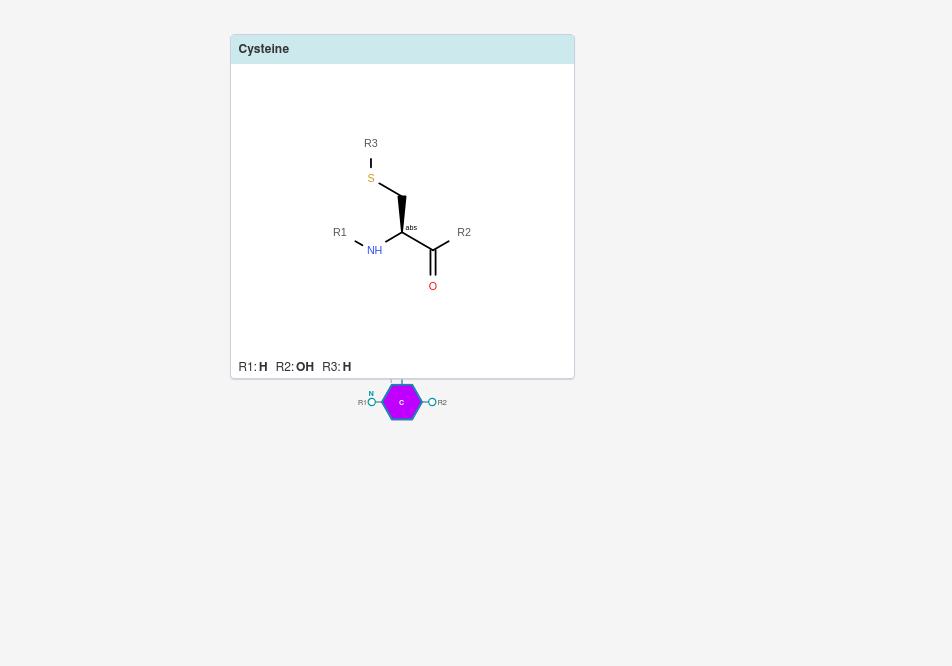 Cysteine
R3
S
abs
R1
R2
NH
O
R1: H R2: OH R3: H
N
R1
C
R2